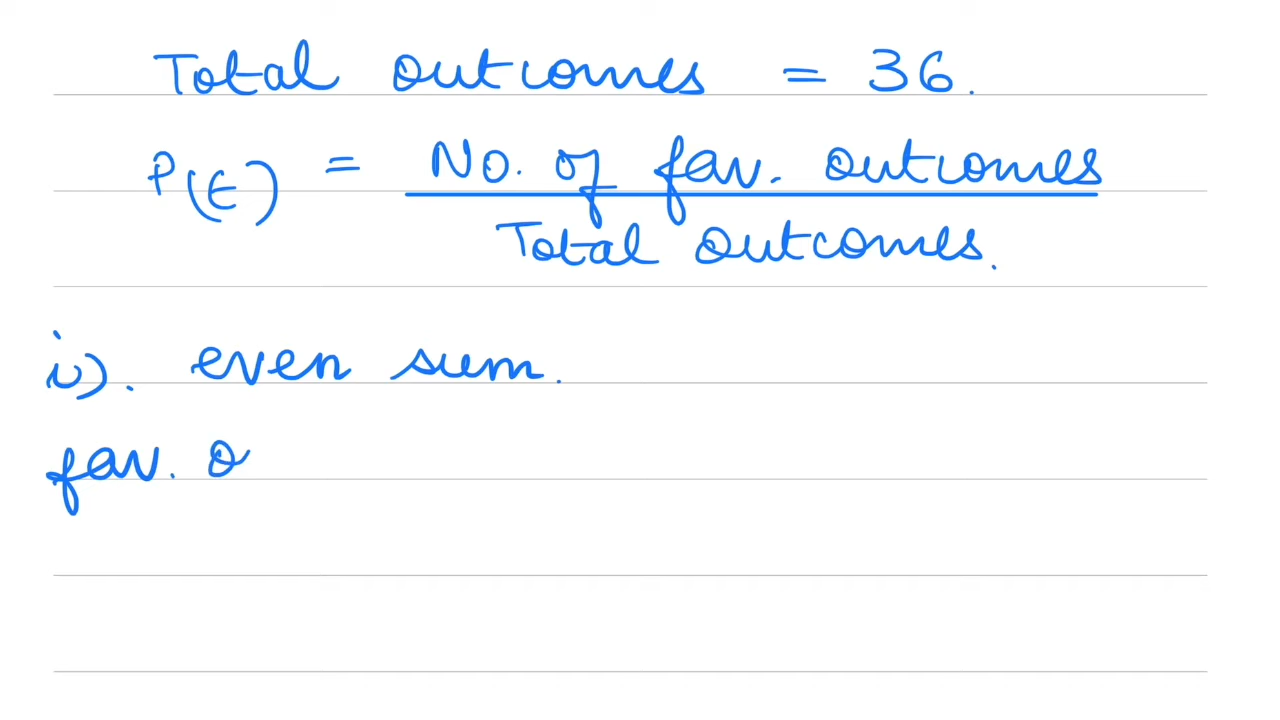 Total outcomes = 36.
P(E) = No. of fav. outcomes
Total outcomes.
i). even sum.
fav. o